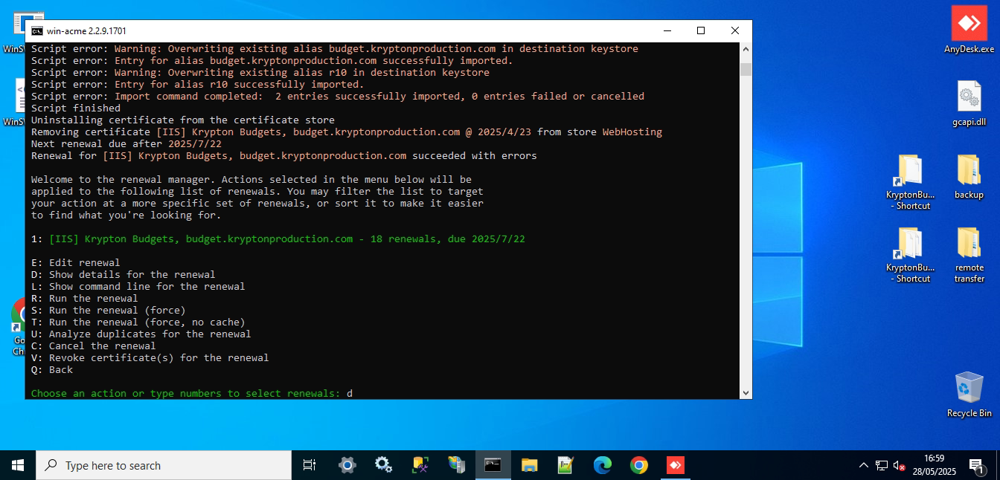 win-acme 2.2.9.1701
Script error: Warning: Overwriting existing alias budget.kryptonproduction.com in destination keystore
Script error: Entry for alias budget.kryptonproduction.com successfully imported.
Script error: Warning: Overwriting existing alias r10 in destination keystore
Script error: Entry for alias r10 successfully imported.
Script error: Import command completed:  2 entries successfully imported, 0 entries failed or cancelled
Script finished
Uninstalling certificate from the certificate store
Removing certificate [IIS] Krypton Budgets, budget.kryptonproduction.com @ 2025/4/23 from store WebHosting
Next renewal due after 2025/7/22
Renewal for [IIS] Krypton Budgets, budget.kryptonproduction.com succeeded with errors
Welcome to the renewal manager. Actions selected in the menu below will be
applied to the following list of renewals. You may filter the list to target
your action at a more specific set of renewals, or sort it to make it easier
to find what you're looking for.
1: [IIS] Krypton Budgets, budget.kryptonproduction.com - 18 renewals, due 2025/7/22
E: Edit renewal
D: Show details for the renewal
L: Show command line for the renewal
R: Run the renewal
S: Run the renewal (force)
T: Run the renewal (force, no cache)
U: Analyze duplicates for the renewal
C: Cancel the renewal
V: Revoke certificate(s) for the renewal
Q: Back
Choose an action or type numbers to select renewals: d
AnyDesk.exe
gcapi.dll
KryptonBu...
- Shortcut
backup
KryptonBu...
- Shortcut
remote
transfer
Recycle Bin
Type here to search
16:59
28/05/2025
1